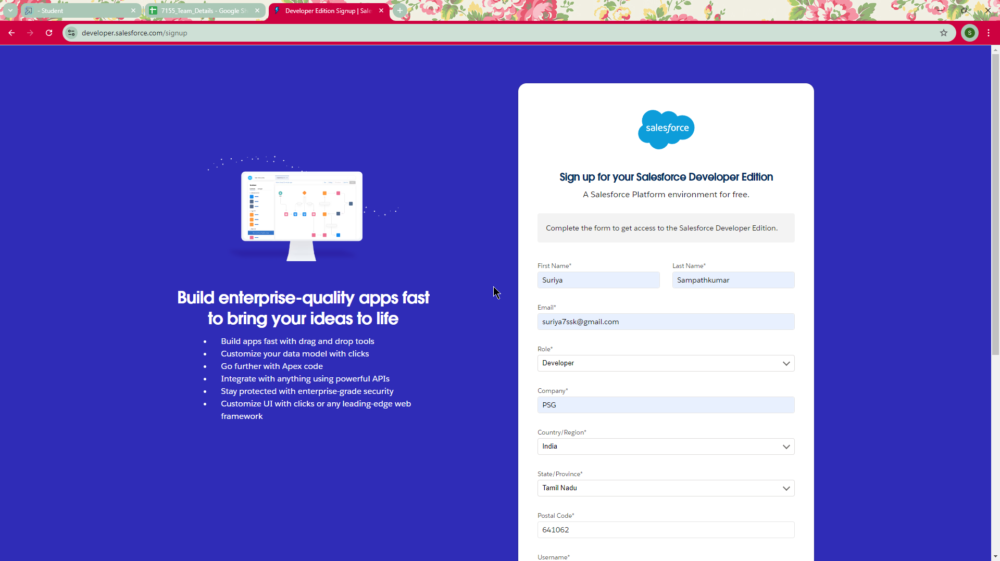 - Student
7155_Team_Details - Google Sh
Developer Edition Signup | Sale
developer.salesforce.com/signup
S
salesforce
Sign up for your Salesforce Developer Edition
A Salesforce Platform environment for free.
Complete the form to get access to the Salesforce Developer Edition.
First Name*
Last Name*
Suriya
Sampathkumar
Email*
suriya7ssk@gmail.com
Role*
Developer
Company*
PSG
Country/Region*
India
State/Province*
Tamil Nadu
Postal Code*
641062
Username*
Build enterprise-quality apps fast
to bring your ideas to life
• Build apps fast with drag and drop tools
• Customize your data model with clicks
• Go further with Apex code
• Integrate with anything using powerful APIs
• Stay protected with enterprise-grade security
• Customize UI with clicks or any leading-edge web
framework